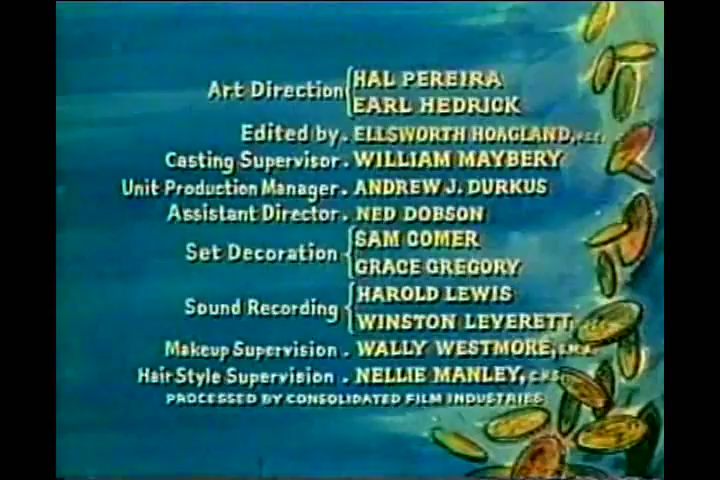 Art Direction HAL PEREIRA
EARL HEDRICK
Edited by. ELLSWORTH HOAGLAND, A.C.E.
Casting Supervisor. WILLIAM MAYBERY
Unit Production Manager. ANDREW J. DURKUS
Assistant Director. NED DOBSON
Set Decoration SAM COMER
GRACE GREGORY
Sound Recording HAROLD LEWIS
WINSTON LEVERETT
Makeup Supervision. WALLY WESTMORE, S.M.A.
Hair Style Supervision. NELLIE MANLEY, C.H.S.
PROCESSED BY CONSOLIDATED FILM INDUSTRIES